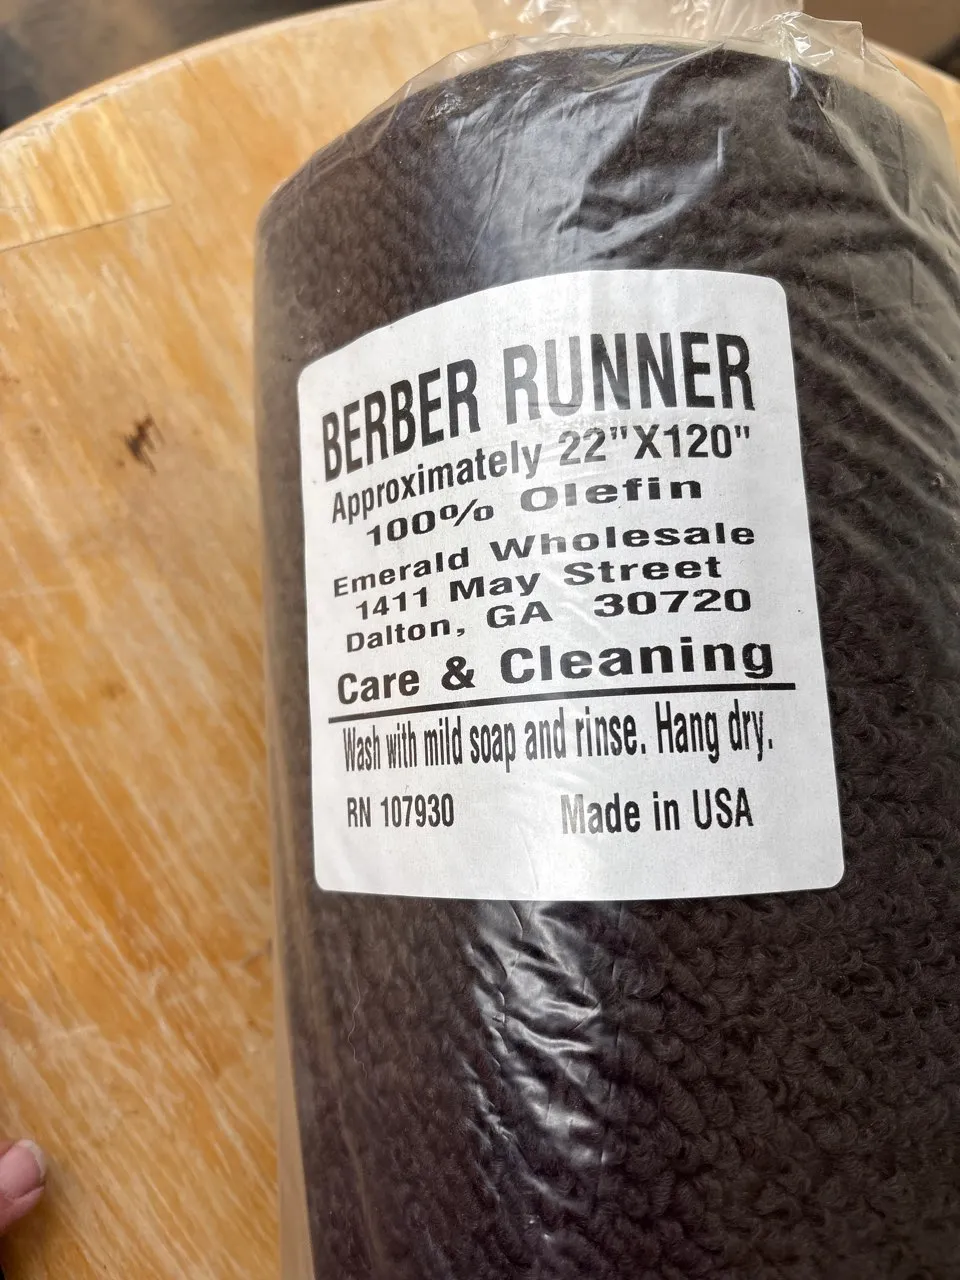 BERBER RUNNER
Approximately 22"X120"
100% Olefin
Emerald Wholesale
1411 May Street
Dalton, GA 30720
Care & Cleaning
Wash with mild soap and rinse. Hang dry.
RN 107930 Made in USA